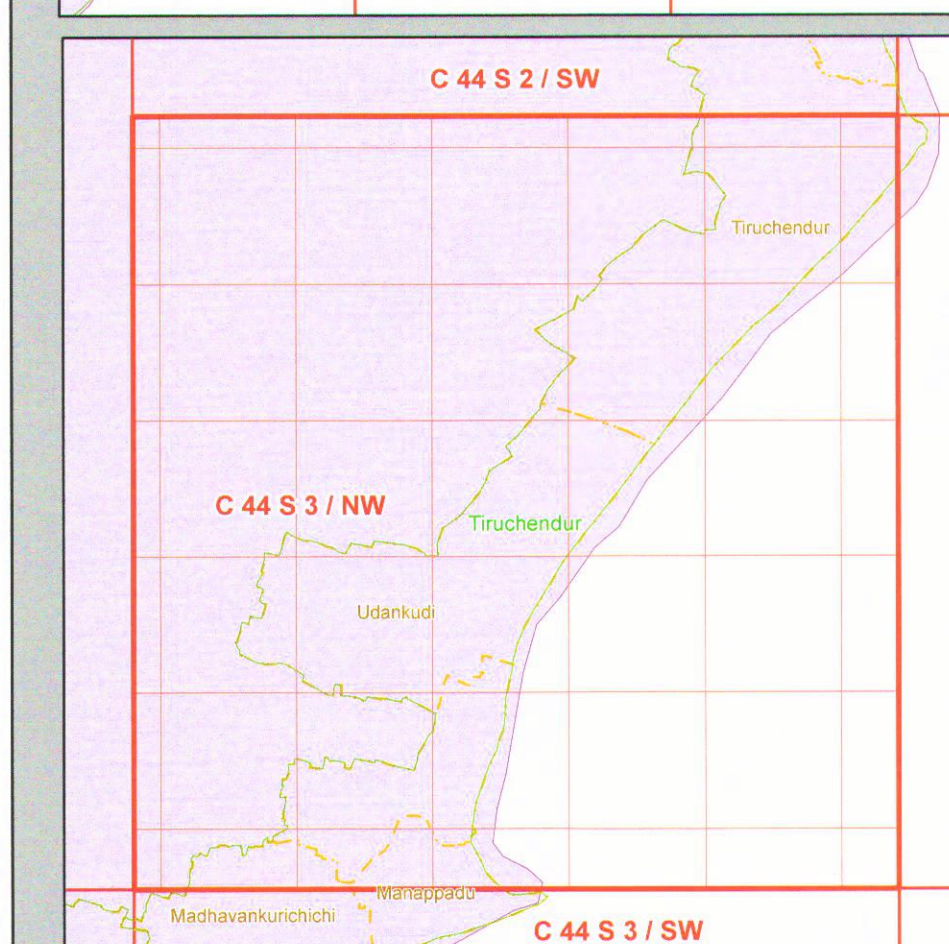 C 44 S 2 / SW
Tiruchendur
C 44 S 3 / NW
Tiruchendur
Udankudi
Manappadu
Madhavankurichichi
C 44 S 3 / SW